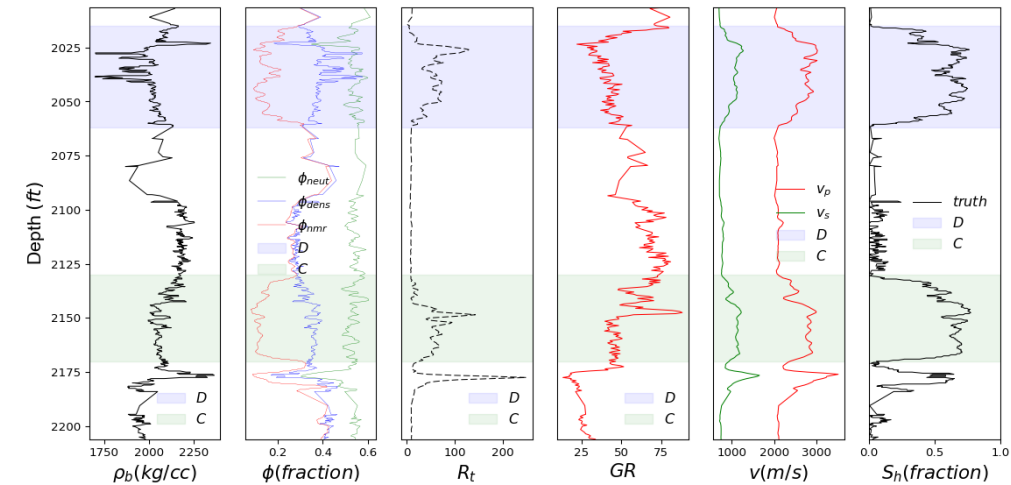 Depth (ft)
2025
2050
2075
2100
2125
2150
2175
2200
D
C
1750 2000 2250
ρb(kg/cc)
ϕneut
ϕdens
ϕnmr
D
C
0.2 0.4 0.6
ϕ(fraction)
D
C
0 100 200
Rt
D
C
25 50 75
GR
vp
vs
D
C
1000 2000 3000
v(m/s)
truth
D
C
0.0 0.5 1.0
Sh(fraction)